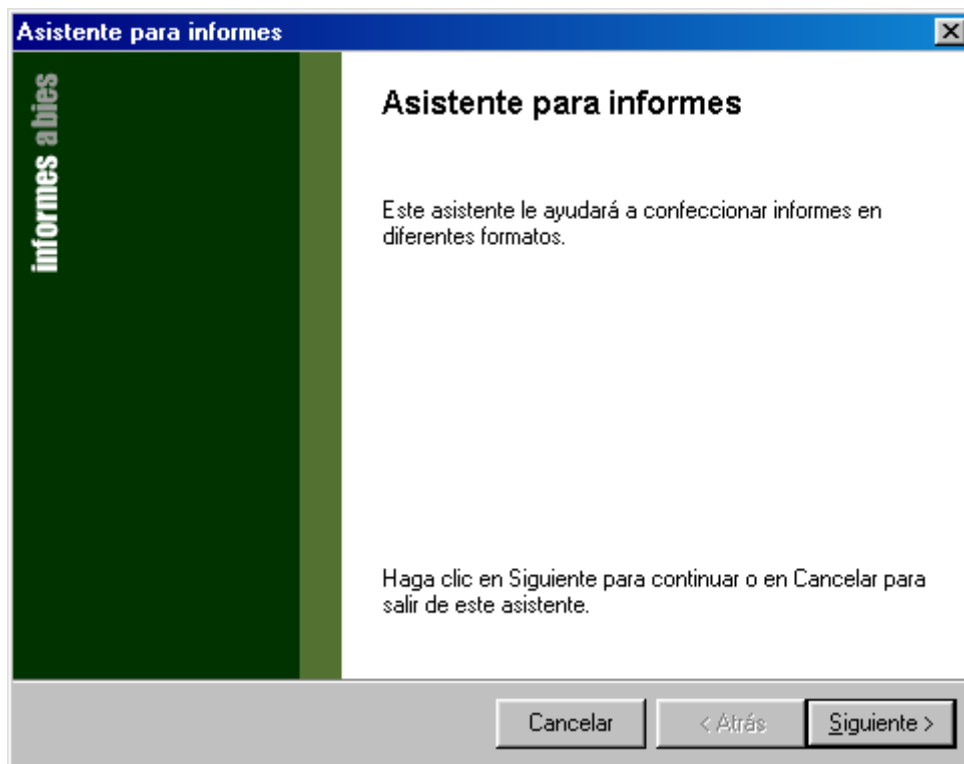 Asistente para informes
informes abies
Asistente para informes
Este asistente le ayudará a confeccionar informes en
diferentes formatos.
Haga clic en Siguiente para continuar o en Cancelar para
salir de este asistente.
Cancelar
< Atrás
Siguiente >